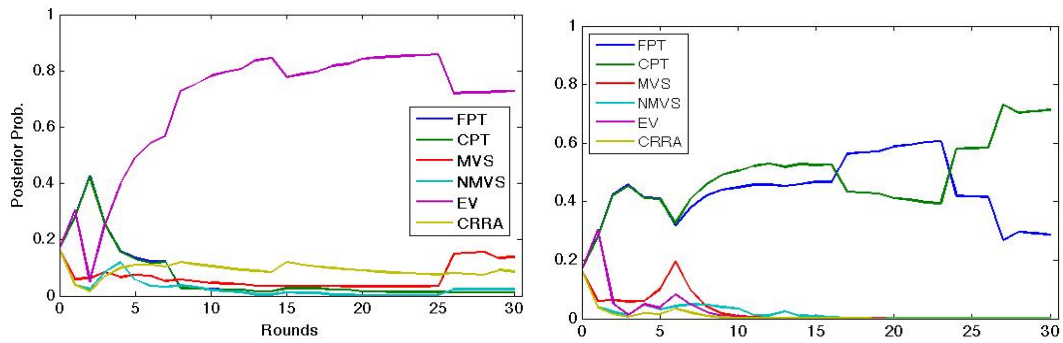 1
0.8
0.6
0.4
0.2
0
Posterior Prob.
0 5 10 15 20 25 30
Rounds
FPT
CPT
MVS
NMVS
EV
CRRA
1
0.8
0.6
0.4
0.2
0
0 5 10 15 20 25 30
FPT
CPT
MVS
NMVS
EV
CRRA